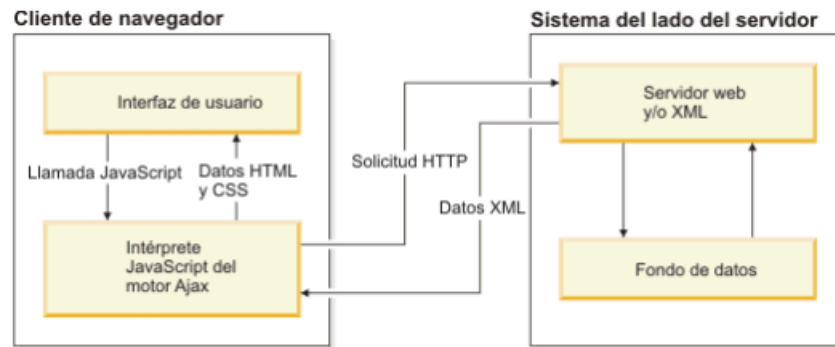 Cliente de navegador
Sistema del lado del servidor
Interfaz de usuario
Servidor web
y/o XML
Llamada JavaScript
Datos HTML
y CSS
Solicitud HTTP
Datos XML
Intérprete
JavaScript del
motor Ajax
Fondo de datos